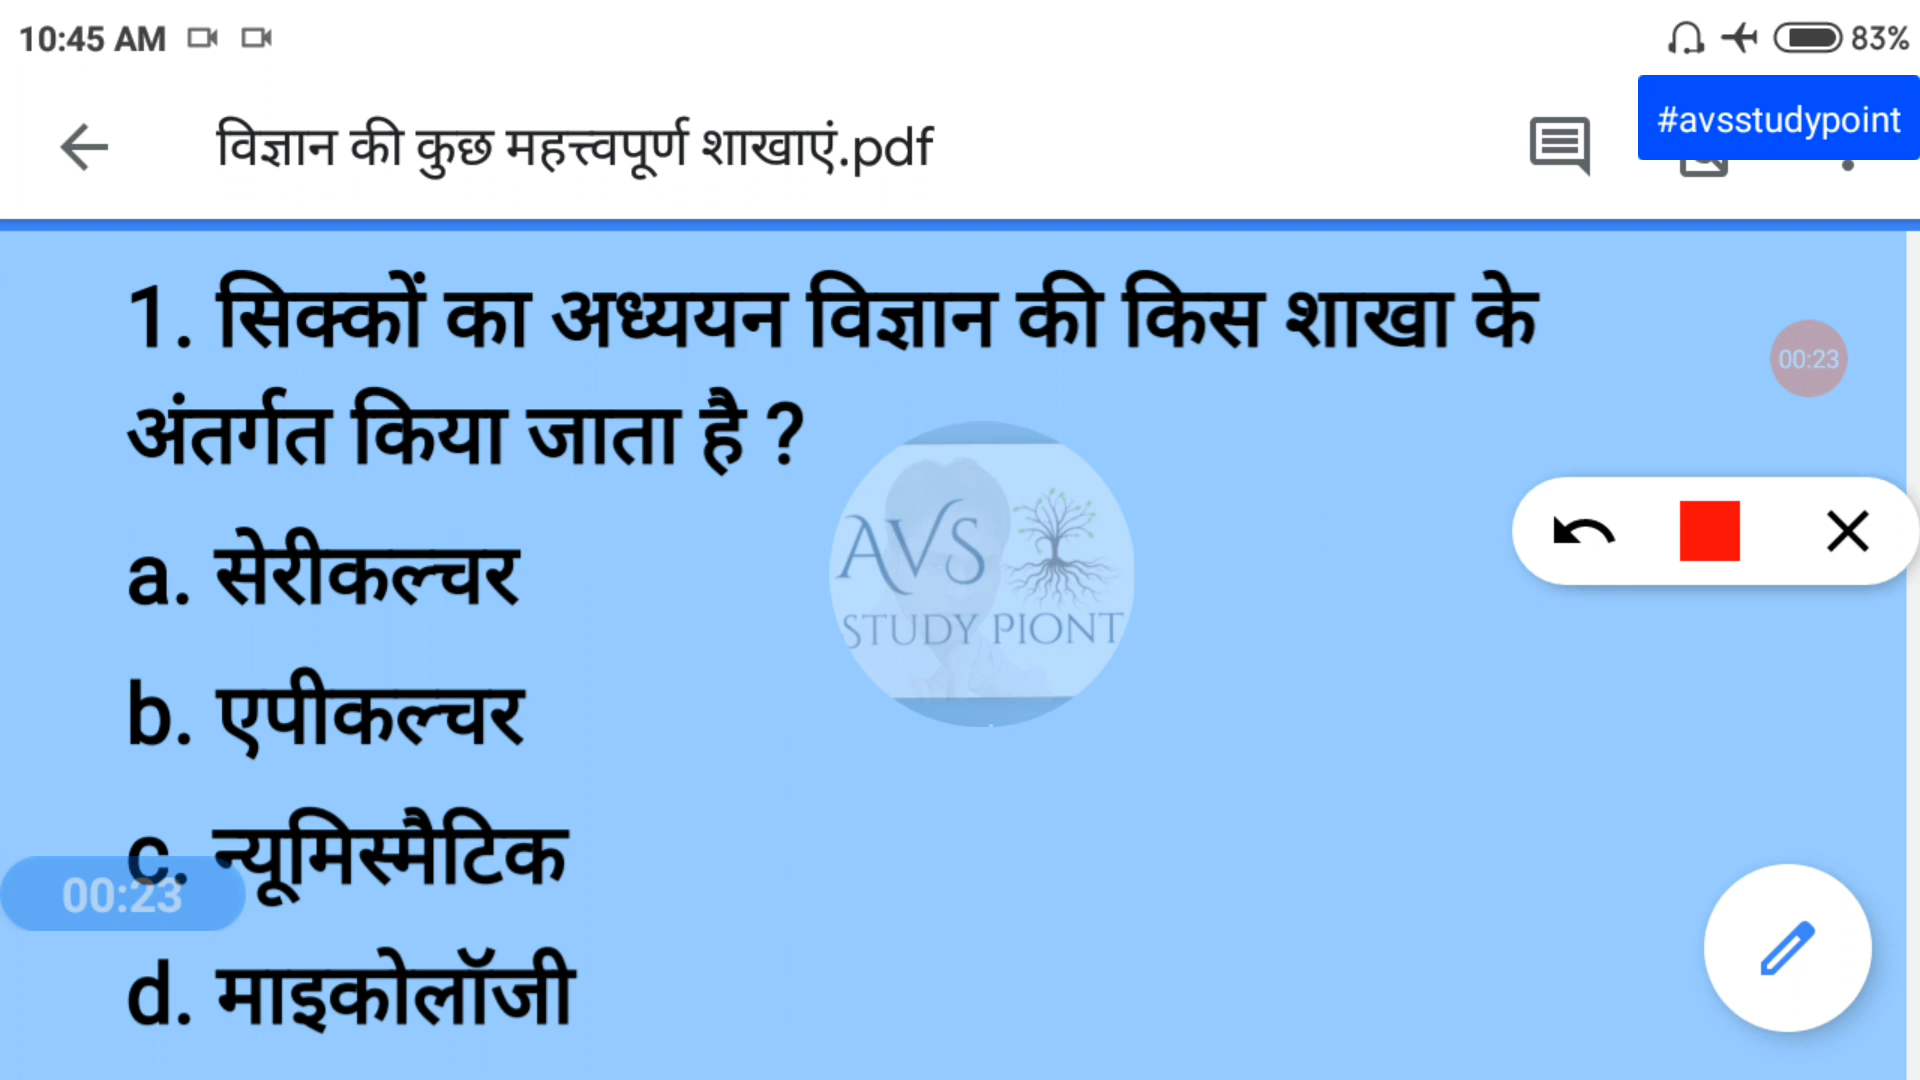 10:45 AM
83%
#avsstudypoint
विज्ञान की कुछ महत्त्वपूर्ण शाखाएं.pdf
1. सिक्कों का अध्ययन विज्ञान की किस शाखा के
00:23
अंतर्गत किया जाता है ?
AVS
STUDY PIONT
a. सेरीकल्चर
b. एपीकल्चर
c. न्यूमिस्मैटिक
00:23
d. माइकोलॉजी